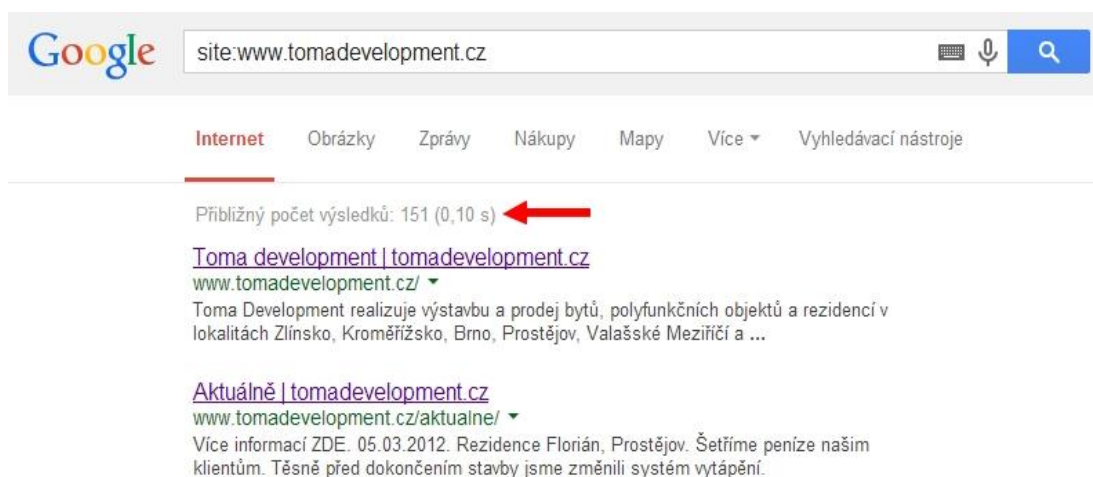 Google
site:www.tomadevelopment.cz
Internet Obrázky Zprávy Nákupy Mapy Více Vyhledávací nástroje
Přibližný počet výsledků: 151 (0,10 s)
Toma development | tomadevelopment.cz
www.tomadevelopment.cz/
Toma Development realizuje výstavbu a prodej bytů, polyfunkčních objektů a rezidencí v
lokalitách Zlínsko, Kroměřížsko, Brno, Prostějov, Valašské Meziříčí a ...
Aktuálně | tomadevelopment.cz
www.tomadevelopment.cz/aktualne/
Více informací ZDE. 05.03.2012. Rezidence Florián, Prostějov. Šetříme peníze našim
klientům. Těsně před dokončením stavby jsme změnili systém vytápění.